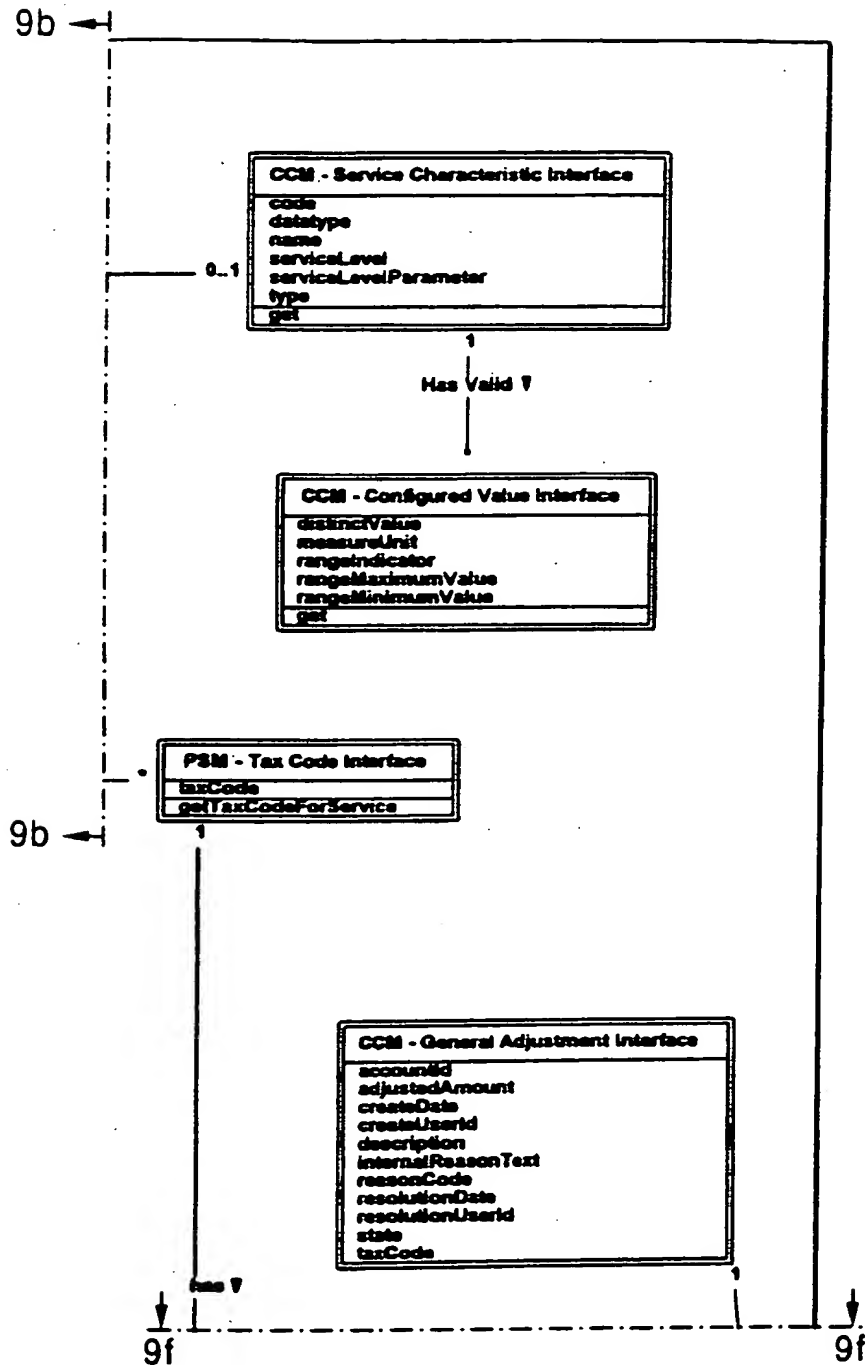 9b
CCM - Service Characteristic Interface
code
datatype
name
serviceLevel
serviceLevelParameter
type
get
0..1
1
Has Valid ▼
*
CCM - Configured Value Interface
distinctValue
measureUnit
rangeIndicator
rangeMaximumValue
rangeMinimumValue
get
*
PSM - Tax Code Interface
taxCode
getTaxCodeForService
9b
1
CCM - General Adjustment Interface
accountId
adjustedAmount
createDate
createUserId
description
internalReasonText
reasonCode
resolutionDate
resolutionUserId
state
taxCode
has ▼
1
9f
9f